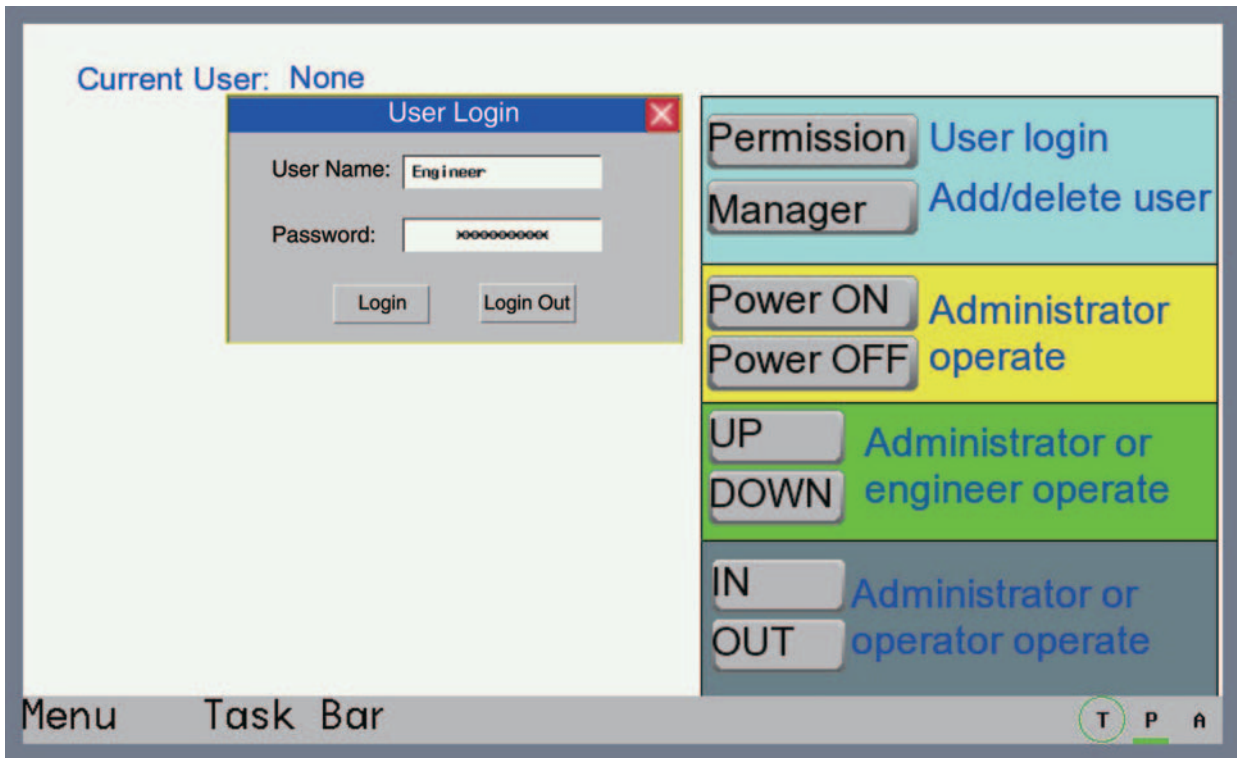 Current User: None
User Login
User Name: Engineer
Password: ***********
Login Login Out
Permission User login
Manager Add/delete user
Power ON Administrator
Power OFF operate
UP Administrator or
DOWN engineer operate
IN Administrator or
OUT operator operate
Menu Task Bar T P A